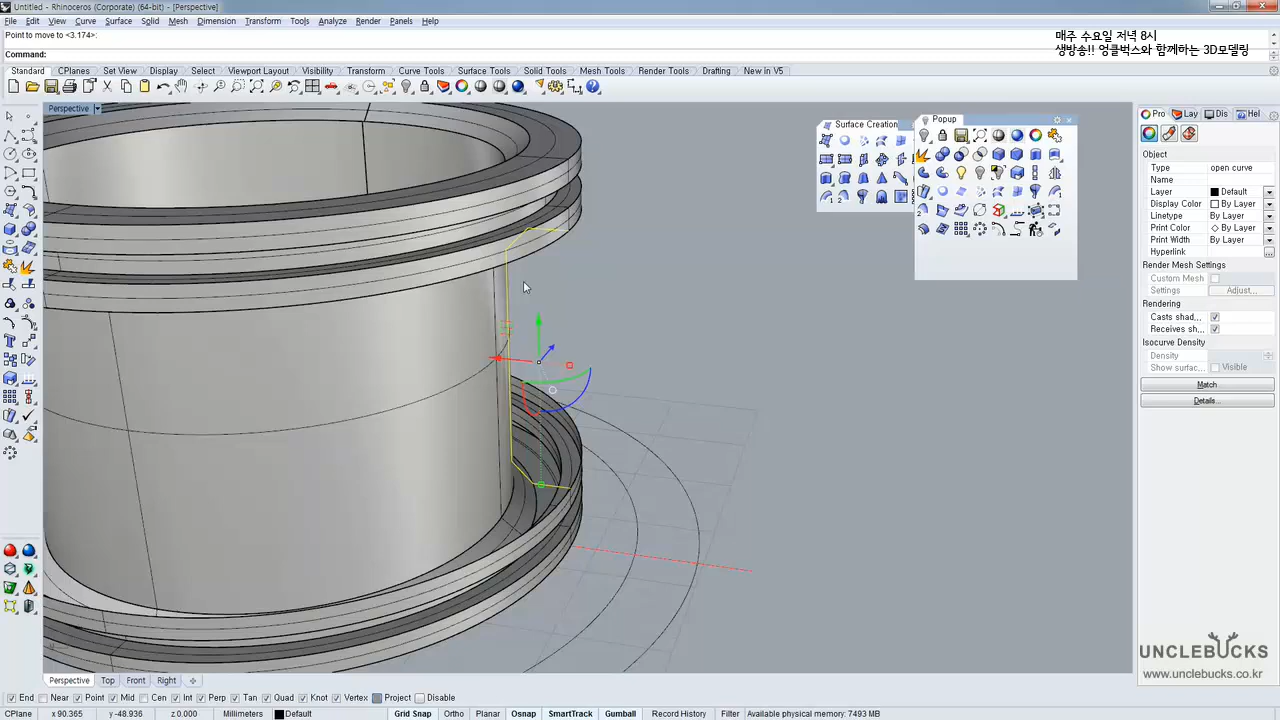 Untitled - Rhinoceros (Corporate) (64-bit) - [Perspective]
File Edit View Curve Surface Solid Mesh Dimension Transform Tools Analyze Render Panels Help
Point to move to <3.174>:
Command:
매주 수요일 저녁 8시
생방송!! 엉클벅스와 함께하는 3D모델링
Standard CPlanes Set View Display Select Viewport Layout Visibility Transform Curve Tools Surface Tools Solid Tools Mesh Tools Render Tools Drafting New in V5
Perspective
Surface Creation
Popup
Pro Lay Dis Hel
Object
Type open curve
Name
Layer Default
Display Color By Layer
Linetype By Layer
Print Color By Layer
Print Width By Layer
Hyperlink ...
Render Mesh Settings
Custom Mesh
Settings Adjust...
Rendering
Casts shad...
Receives sh...
Isocurve Density
Density
Show surfac... Visible
Match
Details...
UNCLEBUCKS
www.unclebucks.co.kr
Perspective Top Front Right
End Near Point Mid Cen Int Perp Tan Quad Knot Vertex Project Disable
CPlane x 90.365 y -48.936 z 0.000 Millimeters Default Grid Snap Ortho Planar Osnap SmartTrack Gumball Record History Filter Available physical memory: 7493 MB